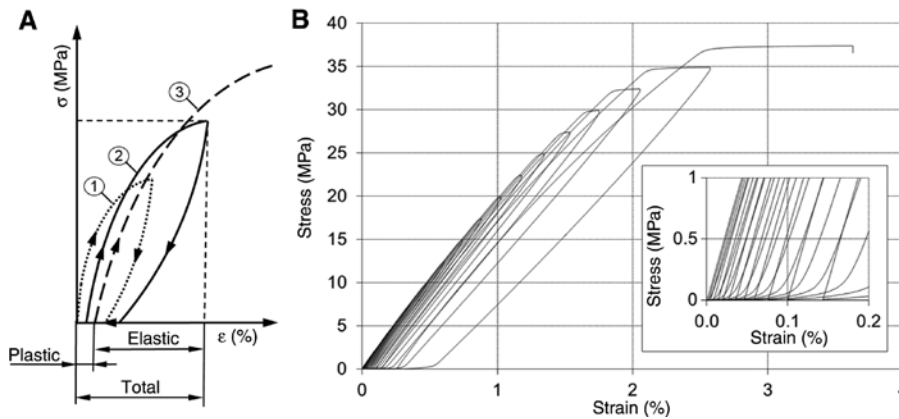 A
σ (MPa)
1
2
3
ε (%)
Plastic
Elastic
Total
B
Stress (MPa)
40
35
30
25
20
15
10
5
0
0
1
2
3
4
Strain (%)
Stress (MPa)
1
0.5
0
0.0
0.1
0.2
Strain (%)